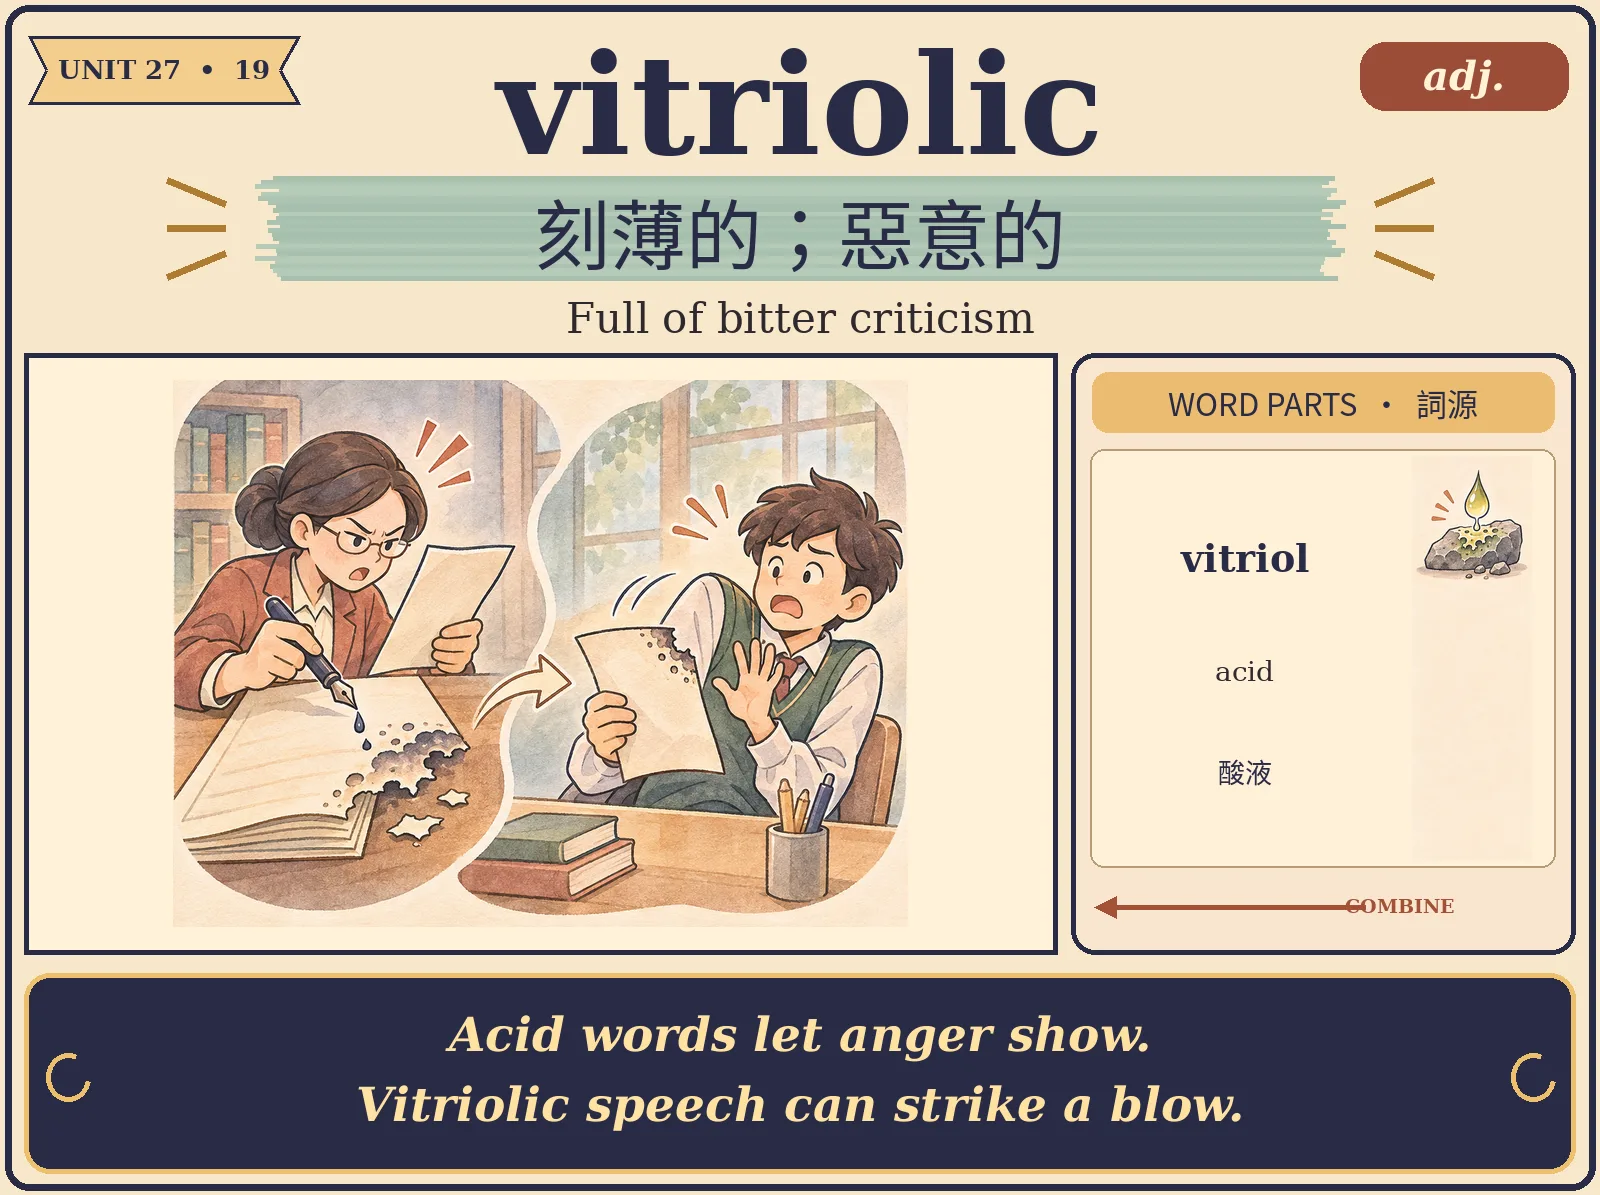 UNIT 27 • 19
vitriolic
adj.
刻薄的；惡意的
Full of bitter criticism
WORD PARTS • 詞源
vitriol
acid
酸液
COMBINE
Acid words let anger show.
Vitriolic speech can strike a blow.